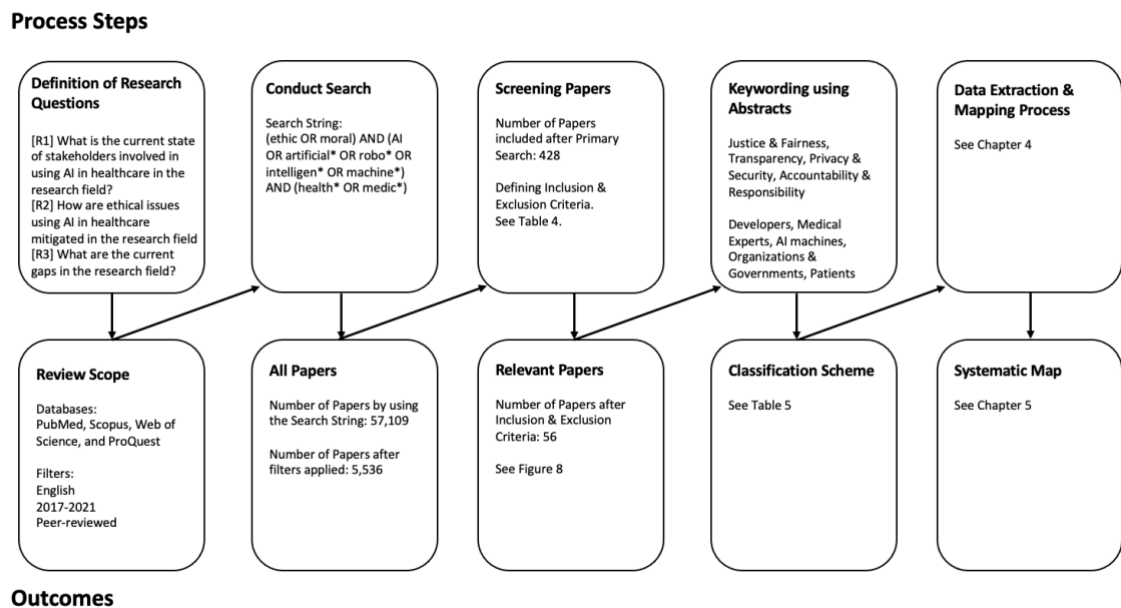 Process Steps
Definition of Research
Questions
[R1] What is the current state
of stakeholders involved in
using AI in healthcare in the
research field?
[R2] How are ethical issues
using AI in healthcare
mitigated in the research field
[R3] What are the current
gaps in the research field?
Conduct Search
Search String:
(ethic OR moral) AND (AI
OR artificial* OR robo* OR
intelligen* OR machine*)
AND (health* OR medic*)
Screening Papers
Number of Papers
included after Primary
Search: 428
Defining Inclusion &
Exclusion Criteria.
See Table 4.
Keywording using
Abstracts
Justice & Fairness,
Transparency, Privacy &
Security, Accountability &
Responsibility
Developers, Medical
Experts, AI machines,
Organizations &
Governments, Patients
Data Extraction &
Mapping Process
See Chapter 4
Review Scope
Databases:
PubMed, Scopus, Web of
Science, and ProQuest
Filters:
English
2017-2021
Peer-reviewed
All Papers
Number of Papers by using
the Search String: 57,109
Number of Papers after
filters applied: 5,536
Relevant Papers
Number of Papers after
Inclusion & Exclusion
Criteria: 56
See Figure 8
Classification Scheme
See Table 5
Systematic Map
See Chapter 5
Outcomes